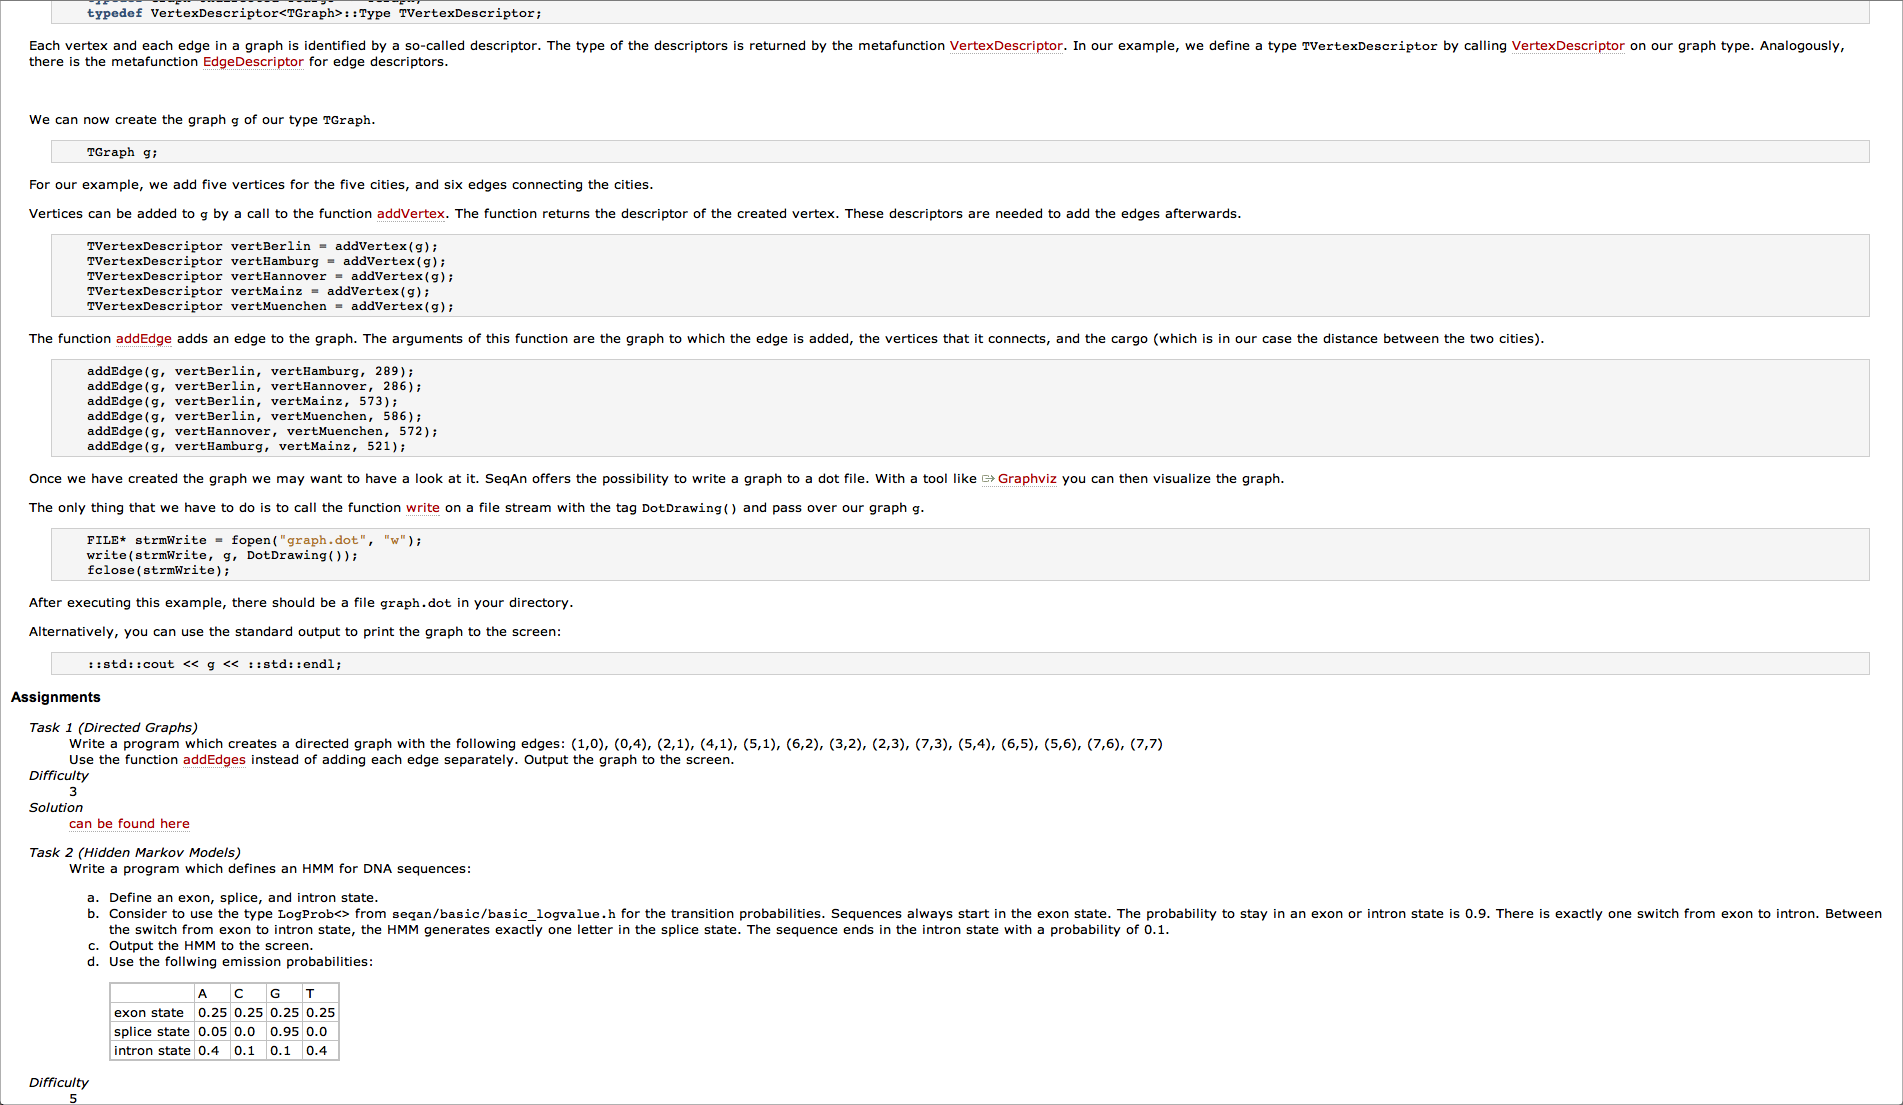 typedef VertexDescriptor<TGraph>::Type TVertexDescriptor;
Each vertex and each edge in a graph is identified by a so-called descriptor. The type of the descriptors is returned by the metafunction VertexDescriptor. In our example, we define a type TVertexDescriptor by calling VertexDescriptor on our graph type. Analogously,
there is the metafunction EdgeDescriptor for edge descriptors.
We can now create the graph g of our type TGraph.
TGraph g;
For our example, we add five vertices for the five cities, and six edges connecting the cities.
Vertices can be added to g by a call to the function addVertex. The function returns the descriptor of the created vertex. These descriptors are needed to add the edges afterwards.
TVertexDescriptor vertBerlin = addVertex(g);
TVertexDescriptor vertHamburg = addVertex(g);
TVertexDescriptor vertHannover = addVertex(g);
TVertexDescriptor vertMainz = addVertex(g);
TVertexDescriptor vertMuenchen = addVertex(g);
The function addEdge adds an edge to the graph. The arguments of this function are the graph to which the edge is added, the vertices that it connects, and the cargo (which is in our case the distance between the two cities).
addEdge(g, vertBerlin, vertHamburg, 289);
addEdge(g, vertBerlin, vertHannover, 286);
addEdge(g, vertBerlin, vertMainz, 573);
addEdge(g, vertBerlin, vertMuenchen, 586);
addEdge(g, vertHannover, vertMuenchen, 572);
addEdge(g, vertHamburg, vertMainz, 521);
Once we have created the graph we may want to have a look at it. SeqAn offers the possibility to write a graph to a dot file. With a tool like Graphviz you can then visualize the graph.
The only thing that we have to do is to call the function write on a file stream with the tag DotDrawing() and pass over our graph g.
FILE* strmWrite = fopen("graph.dot", "w");
write(strmWrite, g, DotDrawing());
fclose(strmWrite);
After executing this example, there should be a file graph.dot in your directory.
Alternatively, you can use the standard output to print the graph to the screen:
::std::cout << g << ::std::endl;
Assignments
Task 1 (Directed Graphs)
Write a program which creates a directed graph with the following edges: (1,0), (0,4), (2,1), (4,1), (5,1), (6,2), (3,2), (2,3), (7,3), (5,4), (6,5), (5,6), (7,6), (7,7)
Use the function addEdges instead of adding each edge separately. Output the graph to the screen.
Difficulty
3
Solution
can be found here
Task 2 (Hidden Markov Models)
Write a program which defines an HMM for DNA sequences:
a. Define an exon, splice, and intron state.
b. Consider to use the type LogProb<> from seqan/basic/basic_logvalue.h for the transition probabilities. Sequences always start in the exon state. The probability to stay in an exon or intron state is 0.9. There is exactly one switch from exon to intron. Between
the switch from exon to intron state, the HMM generates exactly one letter in the splice state. The sequence ends in the intron state with a probability of 0.1.
c. Output the HMM to the screen.
d. Use the follwing emission probabilities:
A C G T
exon state 0.25 0.25 0.25 0.25
splice state 0.05 0.0 0.95 0.0
intron state 0.4 0.1 0.1 0.4
Difficulty
5